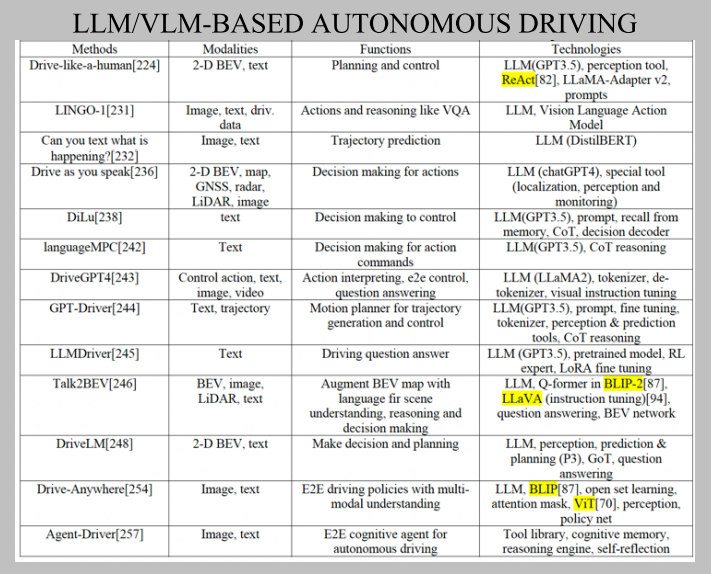 LLM/VLM-BASED AUTONOMOUS DRIVING
Methods Modalities Functions Technologies
Drive-like-a-human[224] 2-D BEV, text Planning and control LLM(GPT3.5), perception tool,
ReAct[82], LLaMA-Adapter v2,
prompts
LINGO-1[231] Image, text, driv. Actions and reasoning like VQA LLM, Vision Language Action
data Model
Can you text what is Image, text Trajectory prediction LLM (DistilBERT)
happening?[232]
Drive as you speak[236] 2-D BEV, map, Decision making for actions LLM (chatGPT4), special tool
GNSS, radar, (localization, perception and
LiDAR, image monitoring)
DiLu[238] text Decision making to control LLM(GPT3.5), prompt, recall from
memory, CoT, decision decoder
languageMPC[242] Text Decision making for action LLM(GPT3.5), CoT reasoning
commands
DriveGPT4[243] Control action, text, Action interpreting, e2e control, LLM (LLaMA2), tokenizer, de-
image, video question answering tokenizer, visual instruction tuning
GPT-Driver[244] Text, trajectory Motion planner for trajectory LLM(GPT3.5), prompt, fine tuning,
generation and control tokenizer, perception & prediction
tools, CoT reasoning
LLMDriver[245] Text Driving question answer LLM (GPT3.5), pretrained model, RL
expert, LoRA fine tuning
Talk2BEV[246] BEV, image, Augment BEV map with LLM, Q-former in BLIP-2[87],
LiDAR, text language fir scene LLaVA (instruction tuning)[94],
understanding, reasoning and question answering, BEV network
decision making
DriveLM[248] 2-D BEV, text Make decision and planning LLM, perception, prediction &
planning (P3), GoT, question
answering
Drive-Anywhere[254] Image, text E2E driving policies with multi- LLM, BLIP[87], open set learning,
modal understanding attention mask, ViT[70], perception,
policy net
Agent-Driver[257] Image, text E2E cognitive agent for Tool library, cognitive memory,
autonomous driving reasoning engine, self-reflection